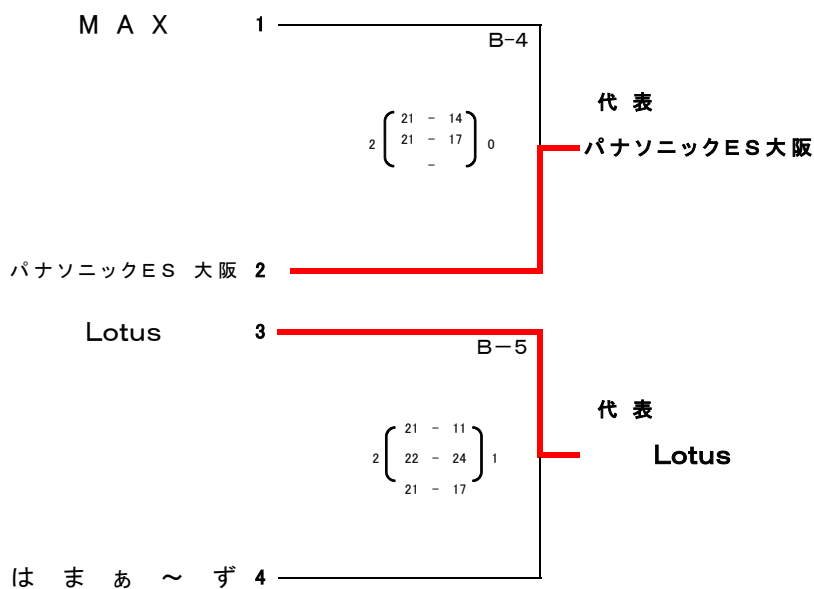 ＭＡＸ 1
B-4
代表
21 - 14
2 21 - 17 0
-
パナソニックＥＳ大阪
パナソニックＥＳ 大阪 2
Lotus 3
B－5
代表
21 - 11
2 22 - 24 1
21 - 17
Lotus
はまぁ～ず 4